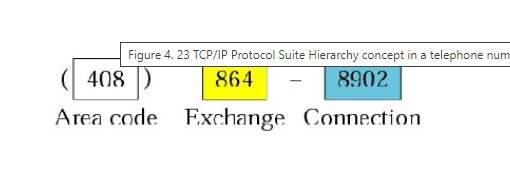 Figure 4. 23 TCP/IP Protocol Suite Hierarchy concept in a telephone num
( 408 ) 864 – 8902
Area code Exchange Connection